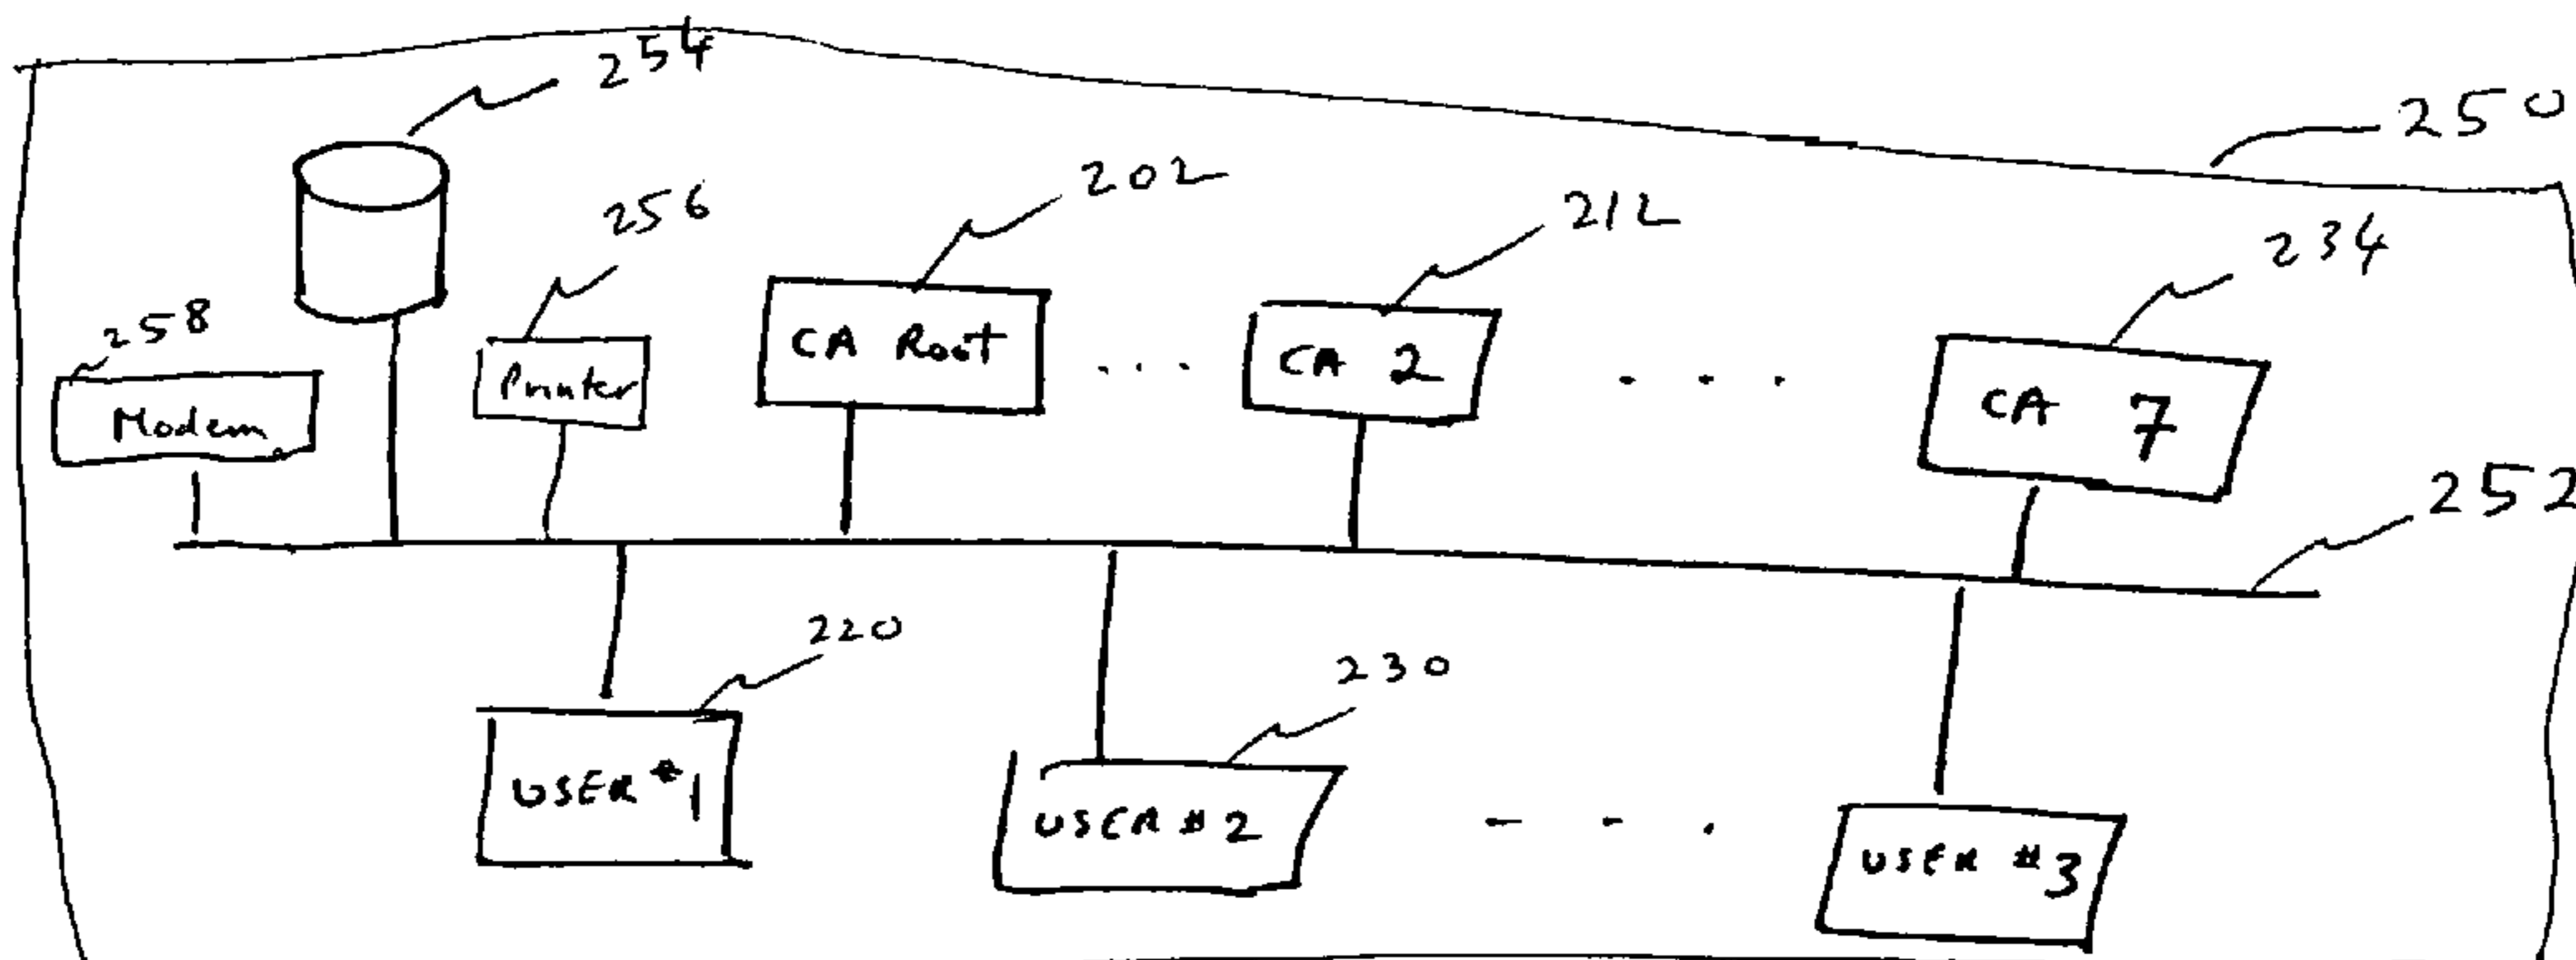 254
250
202
256
212
234
258
CA Root
. . .
CA 2
. . .
Printer
CA 7
Modem
252
220
230
USER #1
USER #2
- - .
USER #3